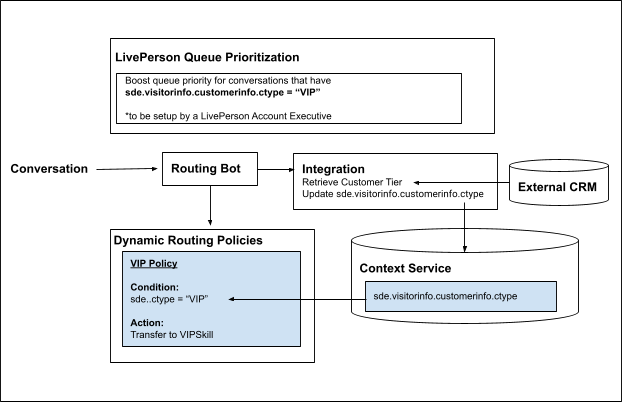 LivePerson Queue Prioritization
Boost queue priority for conversations that have
sde.visitorinfo.customerinfo.ctype = “VIP”
*to be setup by a LivePerson Account Executive
Conversation
Routing Bot
Integration
Retrieve Customer Tier
Update sde.visitorinfo.customerinfo.ctype
External CRM
Dynamic Routing Policies
VIP Policy
Condition:
sde..ctype = “VIP”
Action:
Transfer to VIPSkill
Context Service
sde.visitorinfo.customerinfo.ctype